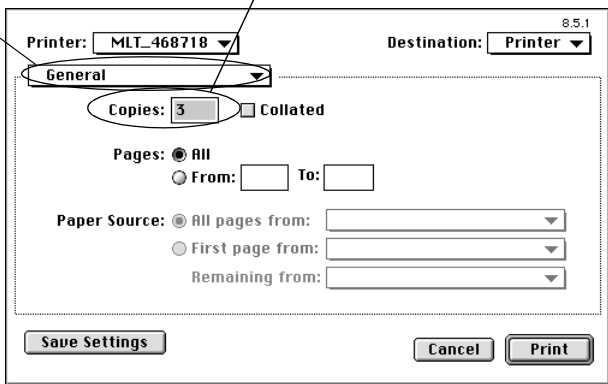 8.5.1
Printer: MLT_468718 Destination: Printer
General
Copies: 3 Collated
Pages: All
From: To:
Paper Source: All pages from:
First page from:
Remaining from:
Save Settings Cancel Print